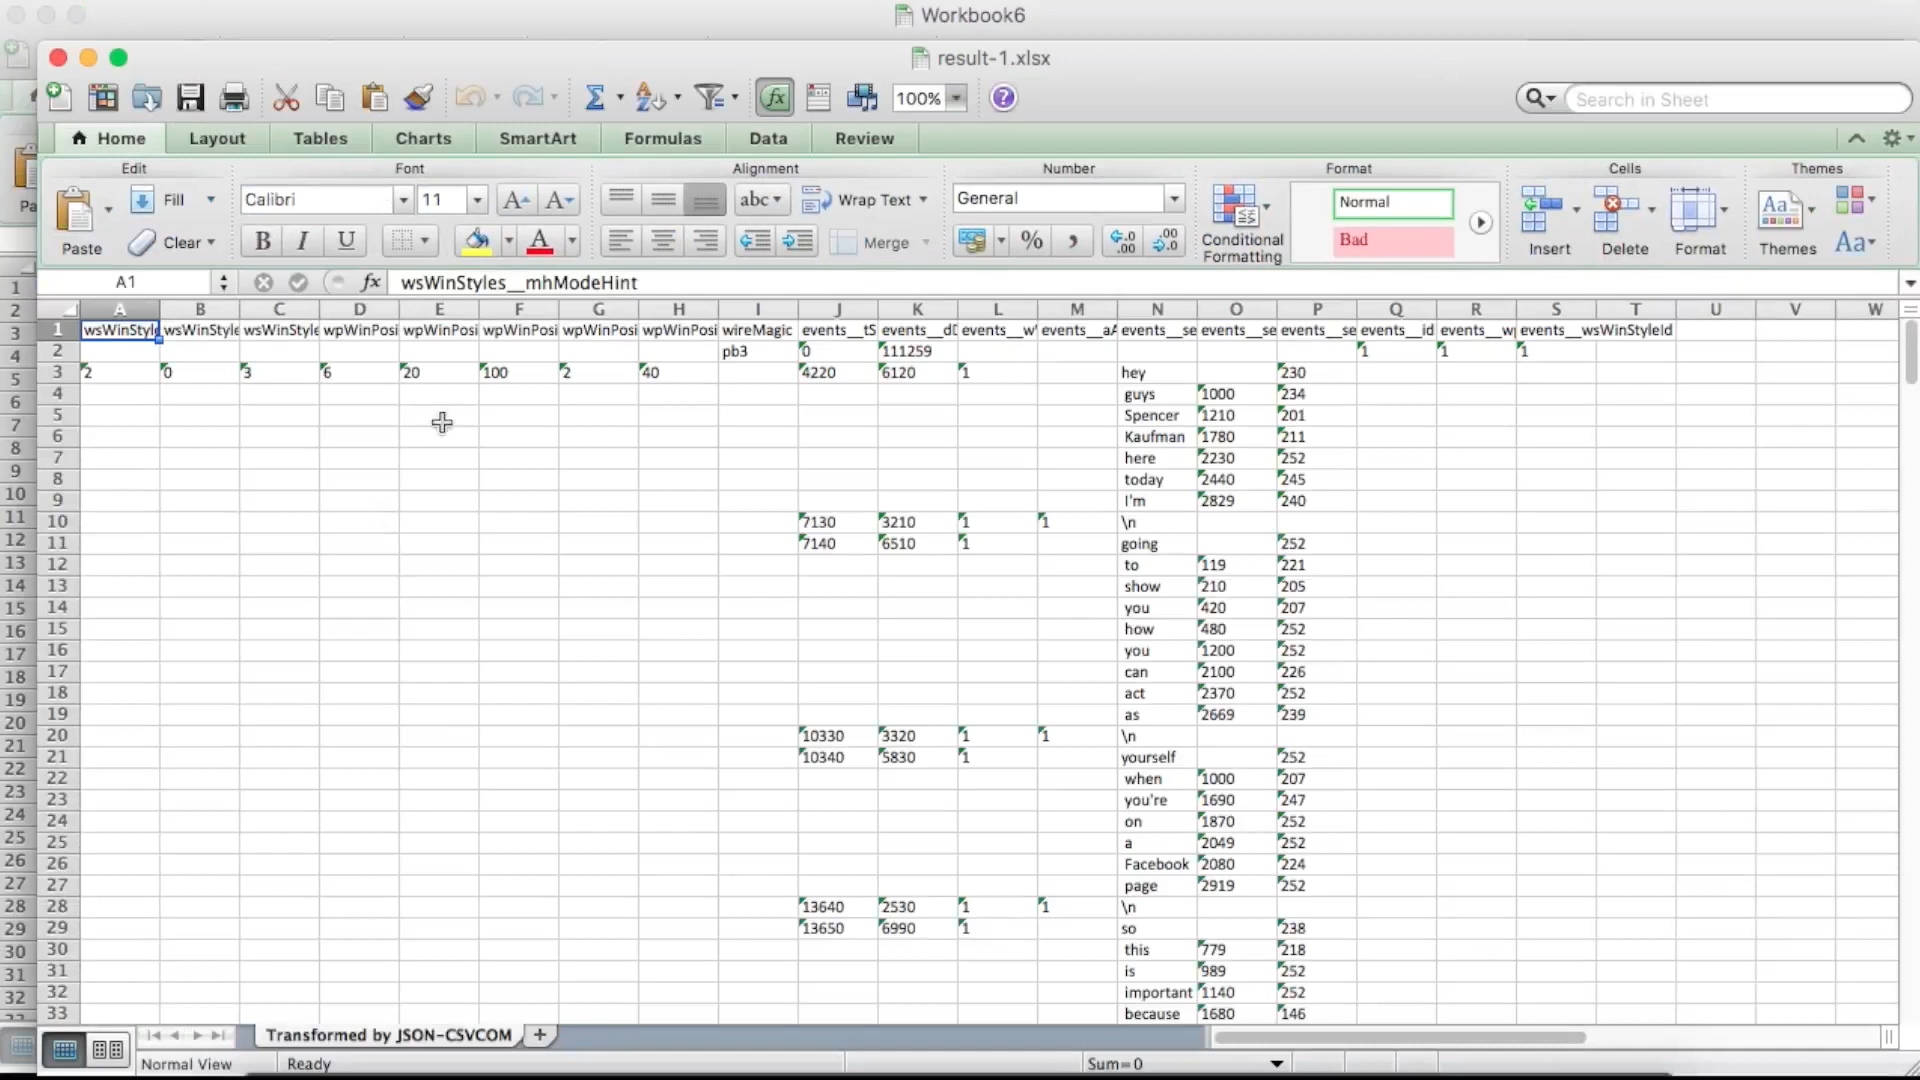 Workbook6
result-1.xlsx
100%
Search in Sheet
Home Layout Tables Charts SmartArt Formulas Data Review
Edit Font Alignment Number Format Cells Themes
Fill Calibri 11 abc Wrap Text General Normal
Paste Clear B I U Merge % Conditional Formatting Bad Insert Delete Format Themes Aa
A1 fx wsWinStyles__mhModeHint
A B C D E F G H I J K L M N O P Q R S T U V W
1 wsWinStyle wsWinStyle wsWinStyle wpWinPosi wpWinPosi wpWinPosi wpWinPosi wpWinPosi wireMagic events__tS events__dD events__w events__aA events__se events__se events__se events__id events__wp events__wsWinStyleId
2 pb3 0 111259 1 1 1
3 2 0 3 6 20 100 2 40 4220 6120 1 hey 230
4 guys 1000 234
5 Spencer 1210 201
6 Kaufman 1780 211
7 here 2230 252
8 today 2440 245
9 I'm 2829 240
10 7130 3210 1 1 \n
11 7140 6510 1 going 252
12 to 119 221
13 show 210 205
14 you 420 207
15 how 480 252
16 you 1200 252
17 can 2100 226
18 act 2370 252
19 as 2669 239
20 10330 3320 1 1 \n
21 10340 5830 1 yourself 252
22 when 1000 207
23 you're 1690 247
24 on 1870 252
25 a 2049 252
26 Facebook 2080 224
27 page 2919 252
28 13640 2530 1 1 \n
29 13650 6990 1 so 238
30 this 779 218
31 is 989 252
32 important 1140 252
33 because 1680 146
Transformed by JSON-CSVCOM
Normal View Ready Sum=0